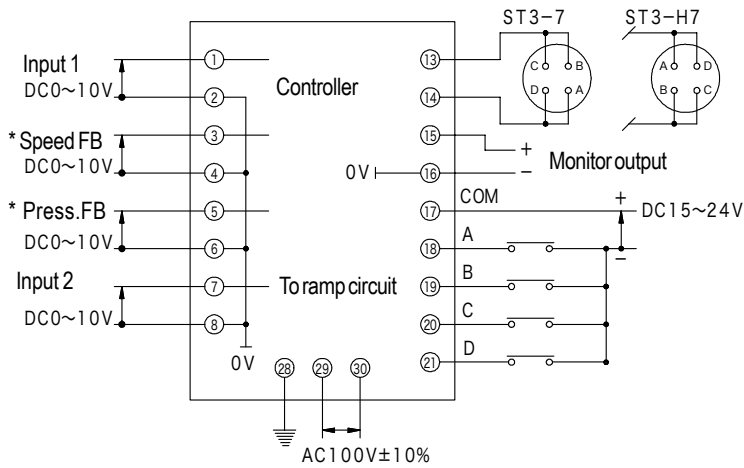 ST3-7 ST3-H7
Input 1
DC0~10V
* Speed FB
DC0~10V
* Press.FB
DC0~10V
Input 2
DC0~10V
1
2
3
4
5
6
7
8
0V
Controller
To ramp circuit
0V
28 29 30
AC100V±10%
13
14
15
16
17
18
19
20
21
C B
D A
A D
B C
+
Monitor output
-
COM
+
DC15~24V
-
A
B
C
D